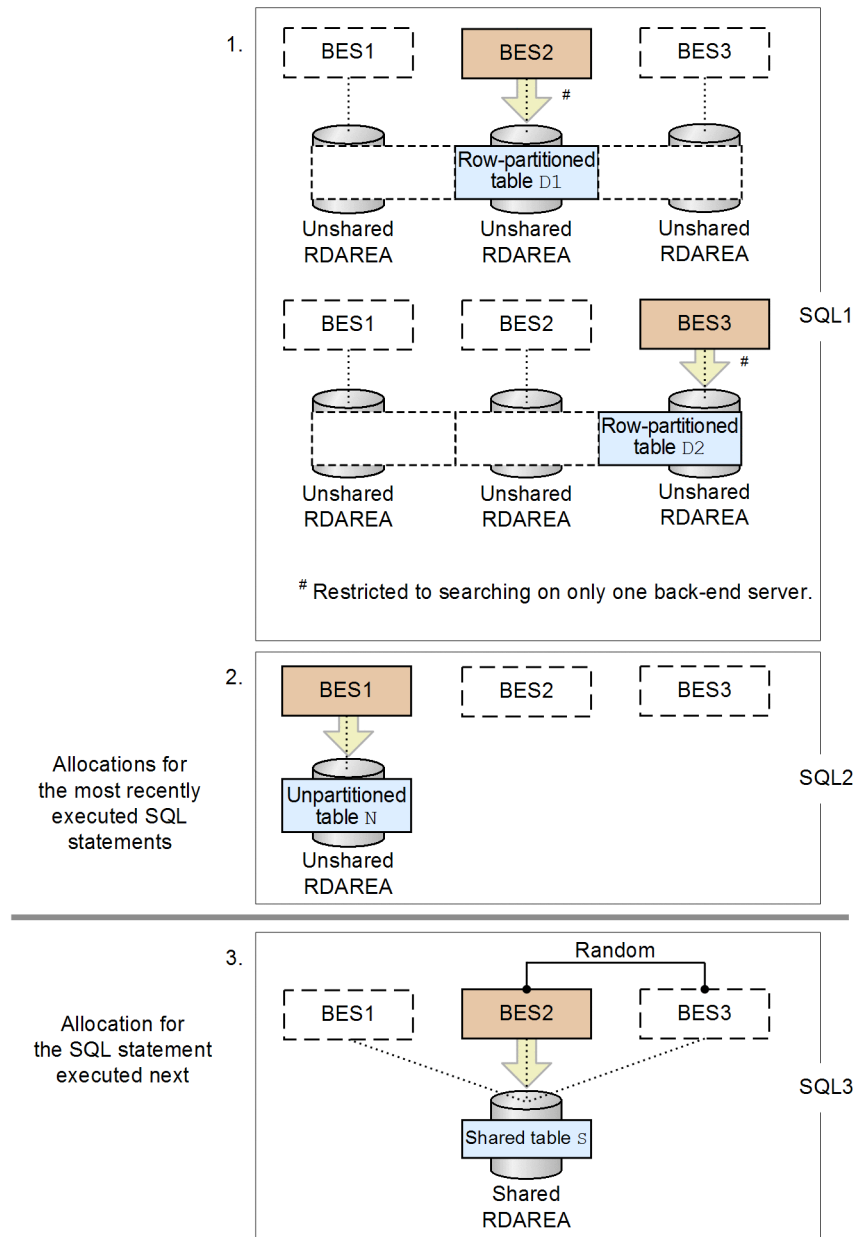 1.
BES1
BES2
BES3
#
Row-partitioned
table D1
Unshared
RDAREA
Unshared
RDAREA
Unshared
RDAREA
BES1
BES2
BES3
SQL1
#
Row-partitioned
table D2
Unshared
RDAREA
Unshared
RDAREA
Unshared
RDAREA
# Restricted to searching on only one back-end server.
2.
BES1
BES2
BES3
Allocations for
the most recently
executed SQL
statements
SQL2
Unpartitioned
table N
Unshared
RDAREA
3.
Random
BES1
BES2
BES3
Allocation for
the SQL statement
executed next
SQL3
Shared table S
Shared
RDAREA